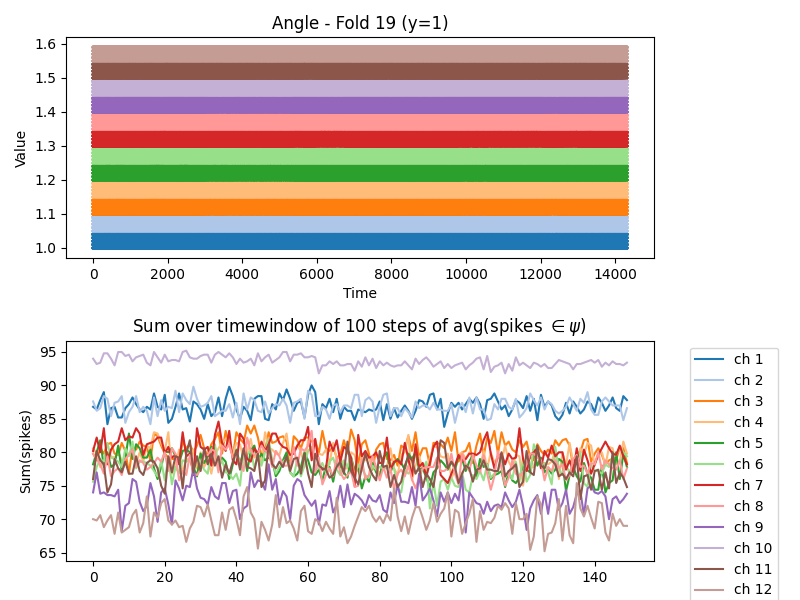 Angle - Fold 19 (y=1)
Value
1.6
1.5
1.4
1.3
1.2
1.1
1.0
0 2000 4000 6000 8000 10000 12000 14000
Time
Sum over timewindow of 100 steps of avg(spikes ∈ψ)
Sum(spikes)
95
90
85
80
75
70
65
0 20 40 60 80 100 120 140
ch 1
ch 2
ch 3
ch 4
ch 5
ch 6
ch 7
ch 8
ch 9
ch 10
ch 11
ch 12